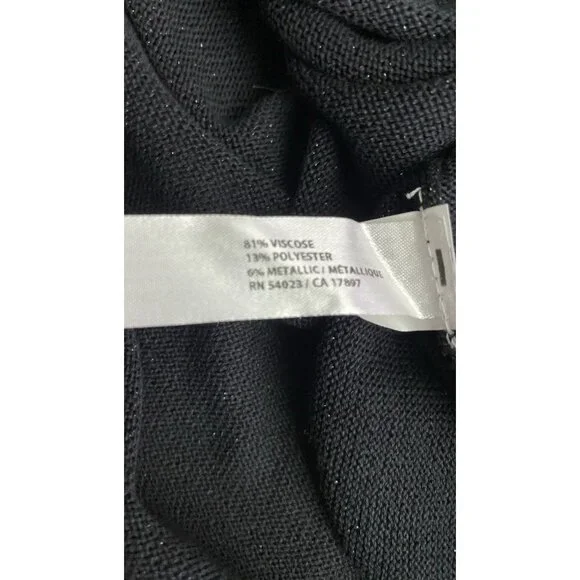 81% VISCOSE
13% POLYESTER
6% METALLIC / MÉTALLIQUE
RN 54023 / CA 17897